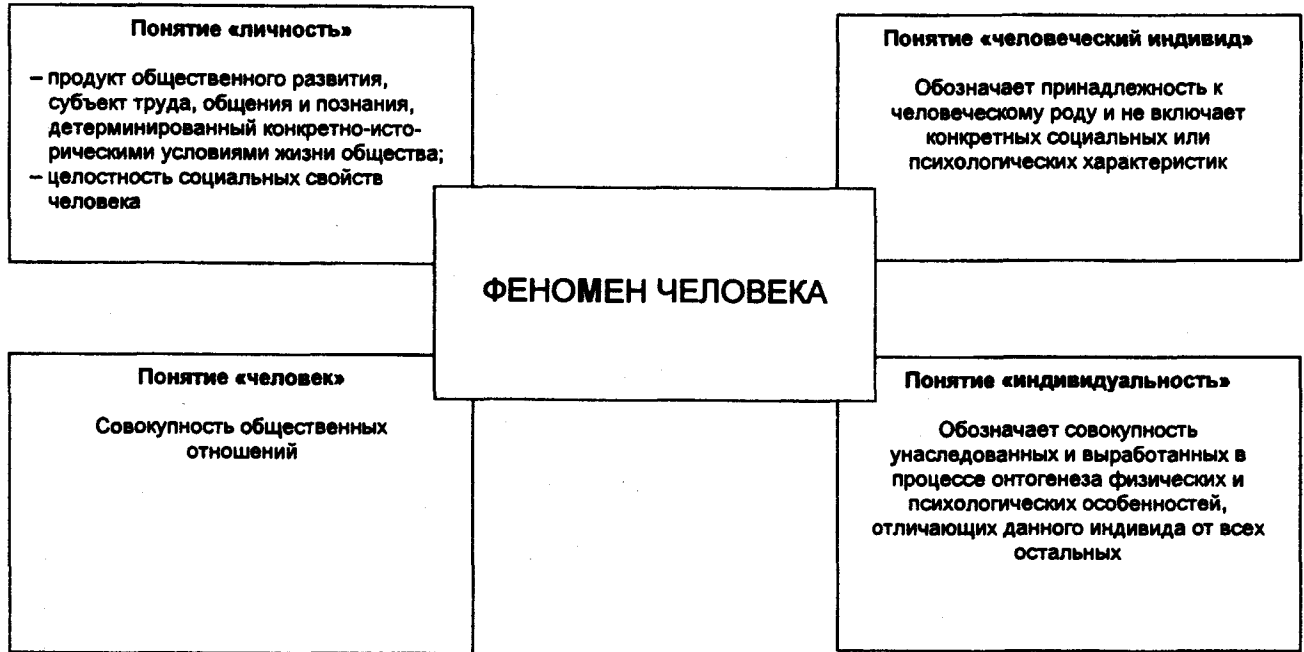 Понятие «личность»
– продукт общественного развития,
субъект труда, общения и познания,
детерминированный конкретно-исто-
рическими условиями жизни общества;
– целостность социальных свойств
человека
Понятие «человеческий индивид»
Обозначает принадлежность к
человеческому роду и не включает
конкретных социальных или
психологических характеристик
ФЕНОМЕН ЧЕЛОВЕКА
Понятие «человек»
Совокупность общественных
отношений
Понятие «индивидуальность»
Обозначает совокупность
унаследованных и выработанных в
процессе онтогенеза физических и
психологических особенностей,
отличающих данного индивида от всех
остальных